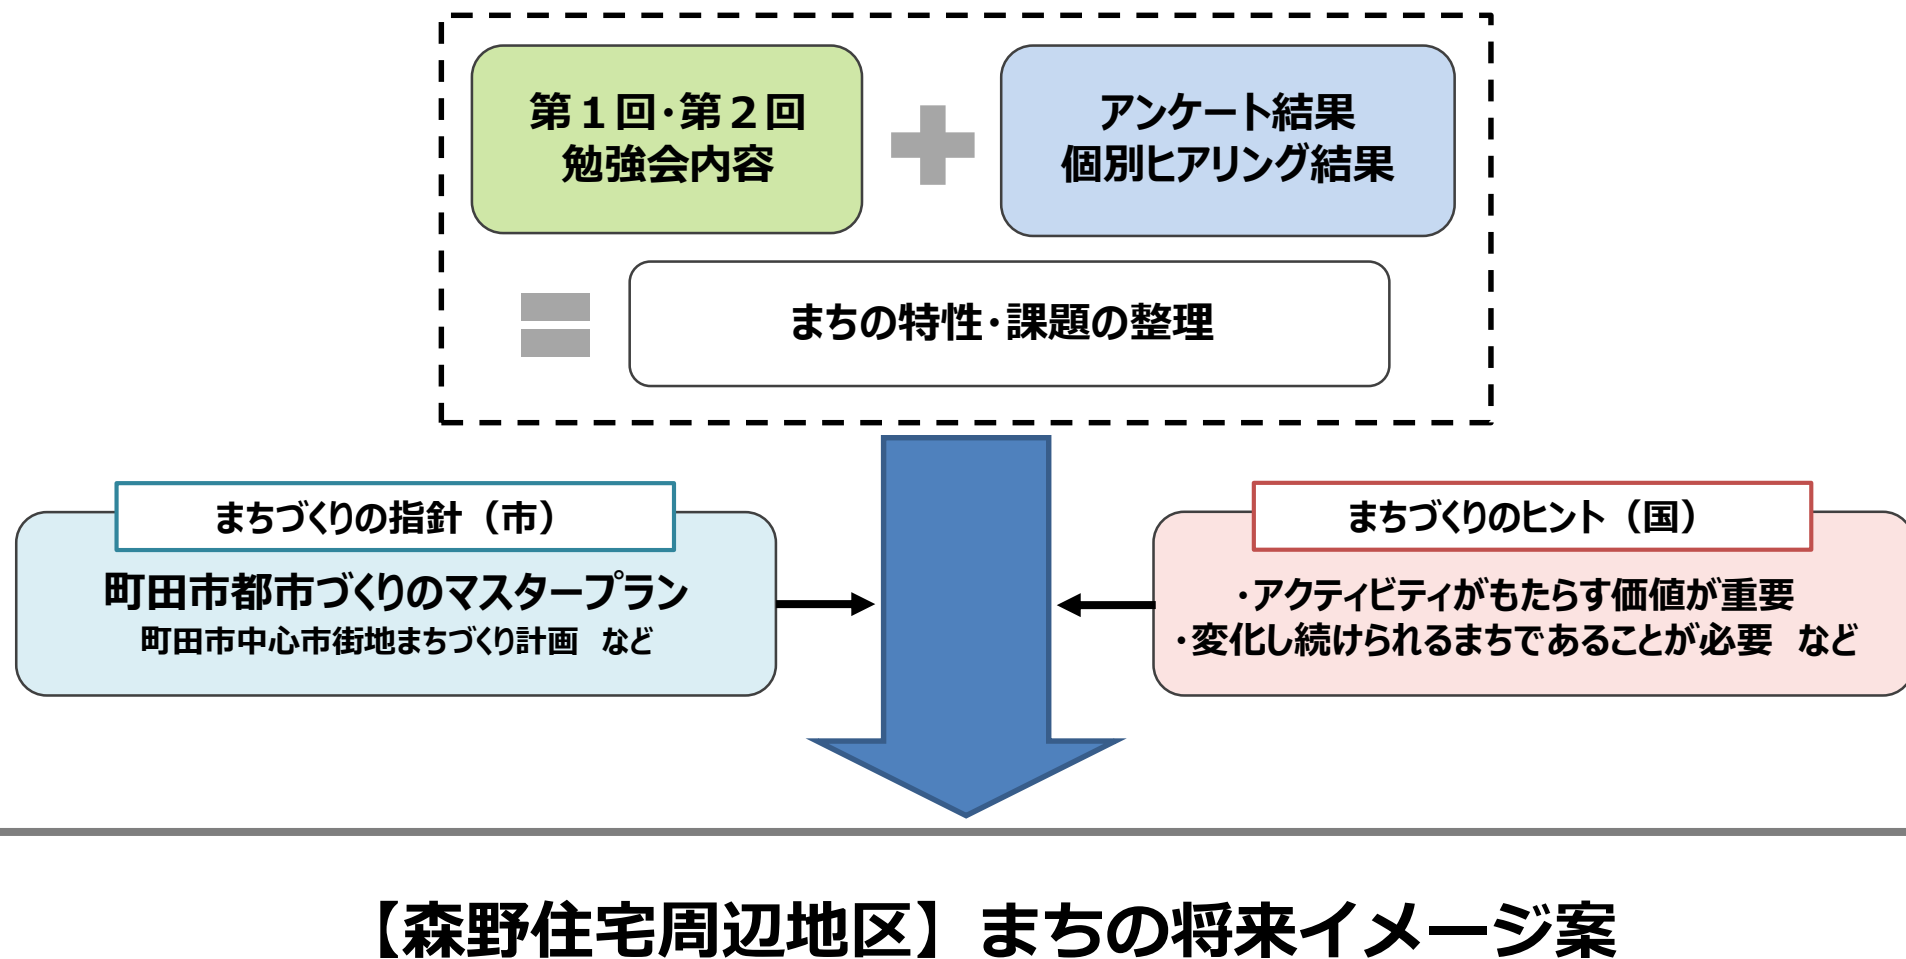 第１回・第２回
勉強会内容
アンケート結果
個別ヒアリング結果
まちの特性・課題の整理
まちづくりの指針（市）
町田市都市づくりのマスタープラン
町田市中心市街地まちづくり計画　など
まちづくりのヒント（国）
・アクティビティがもたらす価値が重要
・変化し続けられるまちであることが必要　など
【森野住宅周辺地区】まちの将来イメージ案